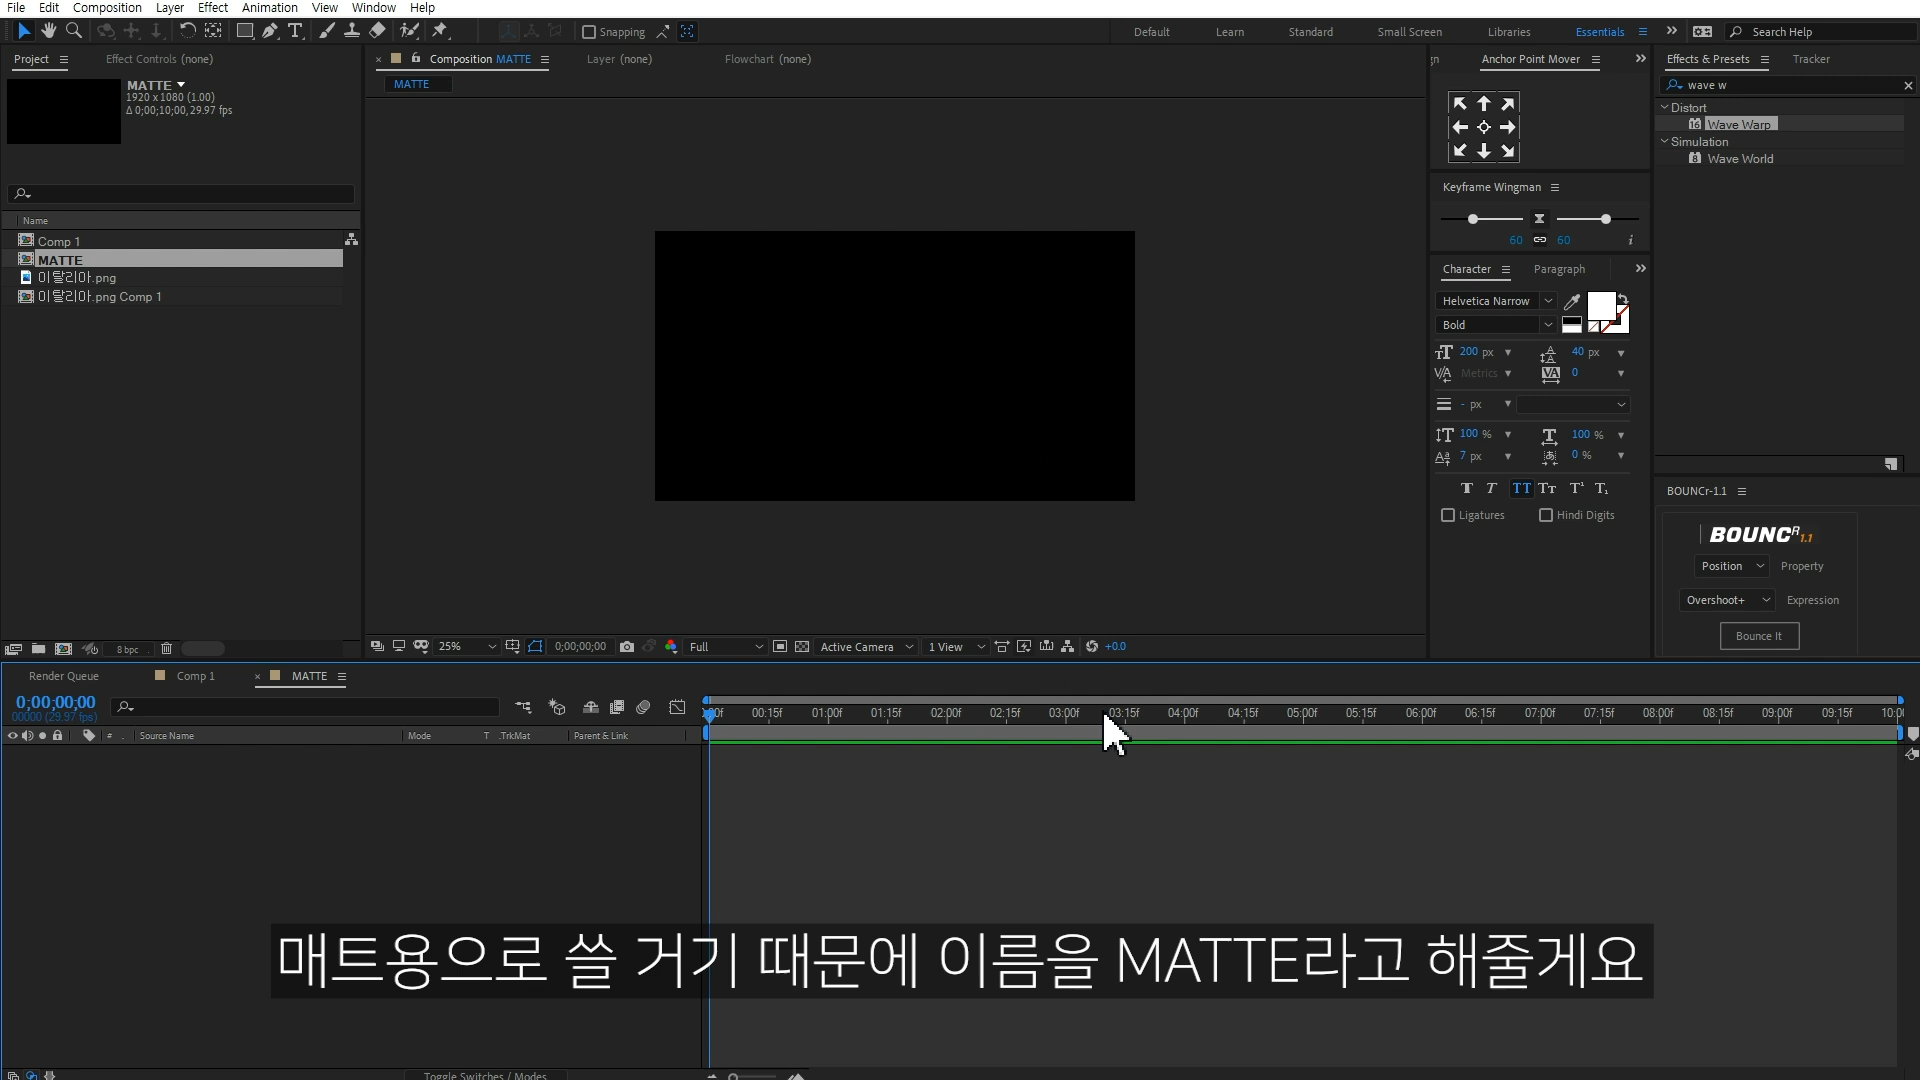 File Edit Composition Layer Effect Animation View Window Help
Snapping
Default Learn Standard Small Screen Libraries Essentials
Search Help
Project
Effect Controls (none)
MATTE
1920 x 1080 (1.00)
Δ 0;00;10;00, 29.97 fps
Name
Comp 1
MATTE
이탈리아.png
이탈리아.png Comp 1
8 bpc
Composition MATTE
Layer (none)
Flowchart (none)
MATTE
25%
0;00;00;00
Full
Active Camera
1 View
+0.0
Anchor Point Mover
Keyframe Wingman
60 60
Character
Paragraph
Helvetica Narrow
Bold
200 px
40 px
Metrics
0
- px
100 %
100 %
7 px
0 %
Ligatures
Hindi Digits
Effects & Presets
Tracker
wave w
Distort
Wave Warp
Simulation
Wave World
BOUNCr-1.1
BOUNCR 1.1
Position
Property
Overshoot+
Expression
Bounce It
Render Queue
Comp 1
MATTE
0;00;00;00
00000 (29.97 fps)
00:15f 01:00f 01:15f 02:00f 02:15f 03:00f 03:15f 04:00f 04:15f 05:00f 05:15f 06:00f 06:15f 07:00f 07:15f 08:00f 08:15f 09:00f 09:15f
# Source Name Mode T .TrkMat Parent & Link
매트용으로 쓸 거기 때문에 이름을 MATTE라고 해줄게요
Toggle Switches / Modes